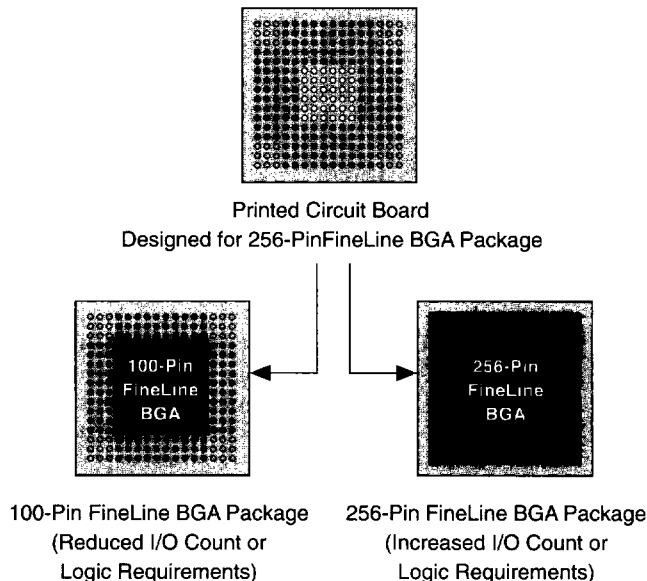 Printed Circuit Board
Designed for 256-PinFineLine BGA Package
100-Pin
FineLine
BGA
256-Pin
FineLine
BGA
100-Pin FineLine BGA Package
(Reduced I/O Count or
Logic Requirements)
256-Pin FineLine BGA Package
(Increased I/O Count or
Logic Requirements)